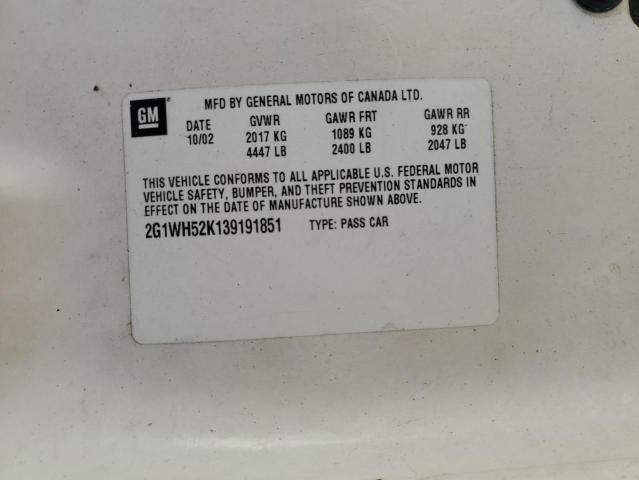 GM
MFD BY GENERAL MOTORS OF CANADA LTD.
DATE GVWR GAWR FRT GAWR RR
10/02 2017 KG 1089 KG 928 KG
4447 LB 2400 LB 2047 LB
THIS VEHICLE CONFORMS TO ALL APPLICABLE U.S. FEDERAL MOTOR
VEHICLE SAFETY, BUMPER, AND THEFT PREVENTION STANDARDS IN
EFFECT ON THE DATE OF MANUFACTURE SHOWN ABOVE.
2G1WH52K139191851 TYPE: PASS CAR